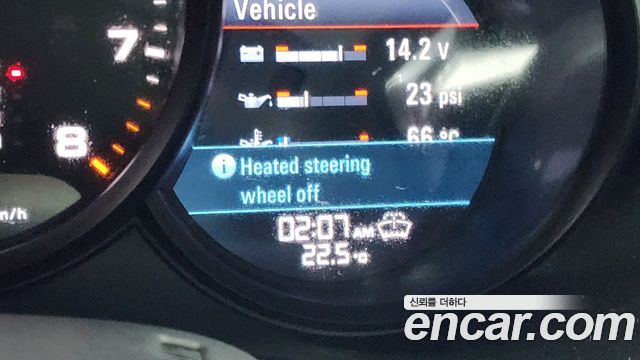 Vehicle
7
14.2 V
23 psi
66 °C
8
Heated steering
wheel off
m/h
02:07 AM
22.5 °C
신뢰를 더하다
encar.com